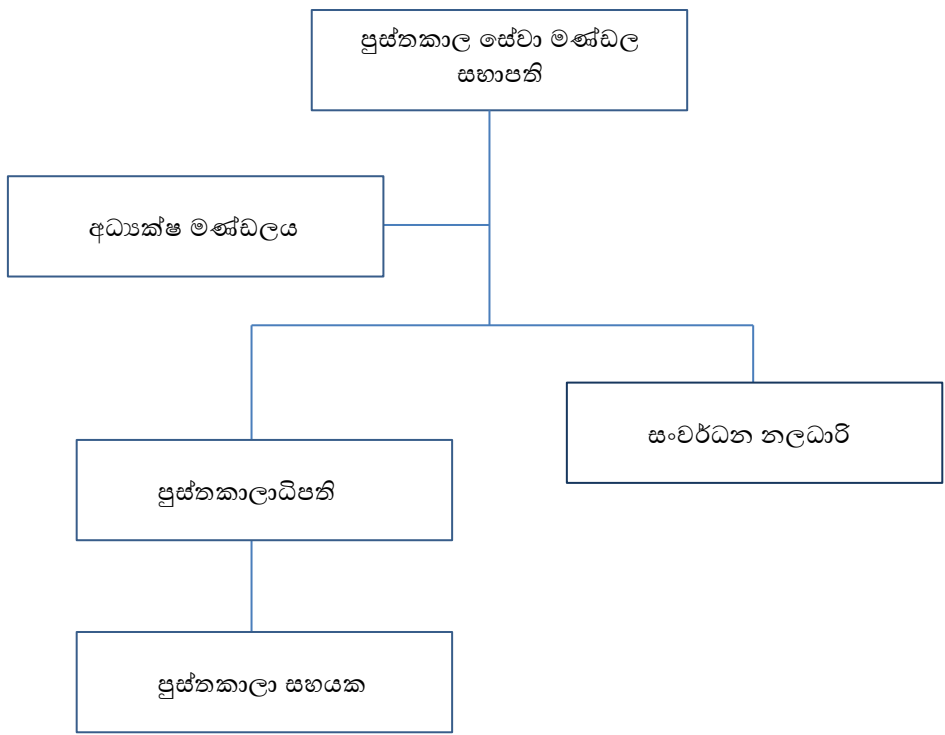 පුස්තකාල සේවා මණ්ඩල
සභාපති
අධ්‍යක්ෂ මණ්ඩලය
සංවර්ධන නලධාරි
පුස්තකාලාධිපති
පුස්තකාලා සහයක